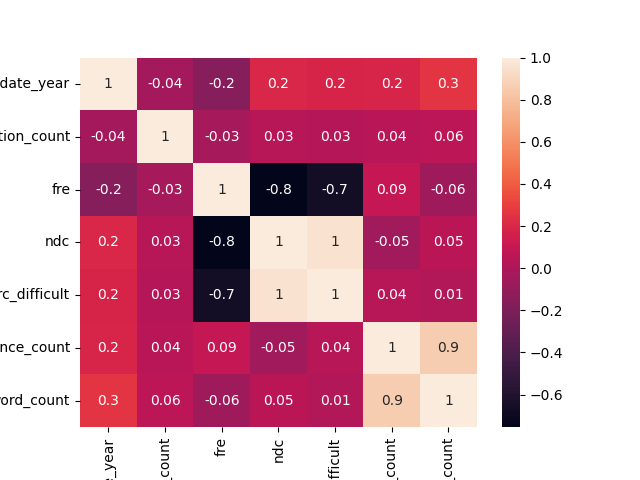 date_year 1 -0.04 -0.2 0.2 0.2 0.2 0.3
tion_count -0.04 1 -0.03 0.03 0.03 0.04 0.06
fre -0.2 -0.03 1 -0.8 -0.7 0.09 -0.06
ndc 0.2 0.03 -0.8 1 1 -0.05 0.05
rc_difficult 0.2 0.03 -0.7 1 1 0.04 0.01
nce_count 0.2 0.04 0.09 -0.05 0.04 1 0.9
ord_count 0.3 0.06 -0.06 0.05 0.01 0.9 1
e_year _count fre ndc fficult _count _count
1.0
0.8
0.6
0.4
0.2
0.0
−0.2
−0.4
−0.6